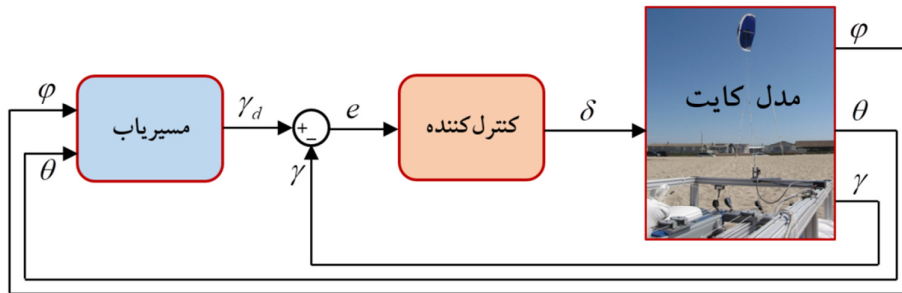 φ
θ
مسیریاب
γd
+
−
γ
e
کنترل‌کننده
δ
مدل کایت
φ
θ
γ